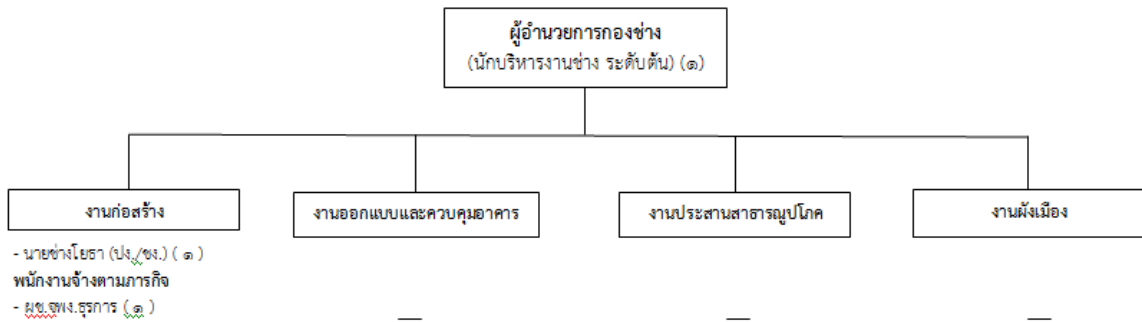 ผู้อำนวยการกองช่าง
(นักบริหารงานช่าง ระดับต้น) (๑)
งานก่อสร้าง
งานออกแบบและควบคุมอาคาร
งานประสานสาธารณูปโภค
งานผังเมือง
- นายช่างโยธา (ปง./ชง.) ( ๑ )
พนักงานจ้างตามภารกิจ
- ผช.จพง.ธุรการ ( ๑ )